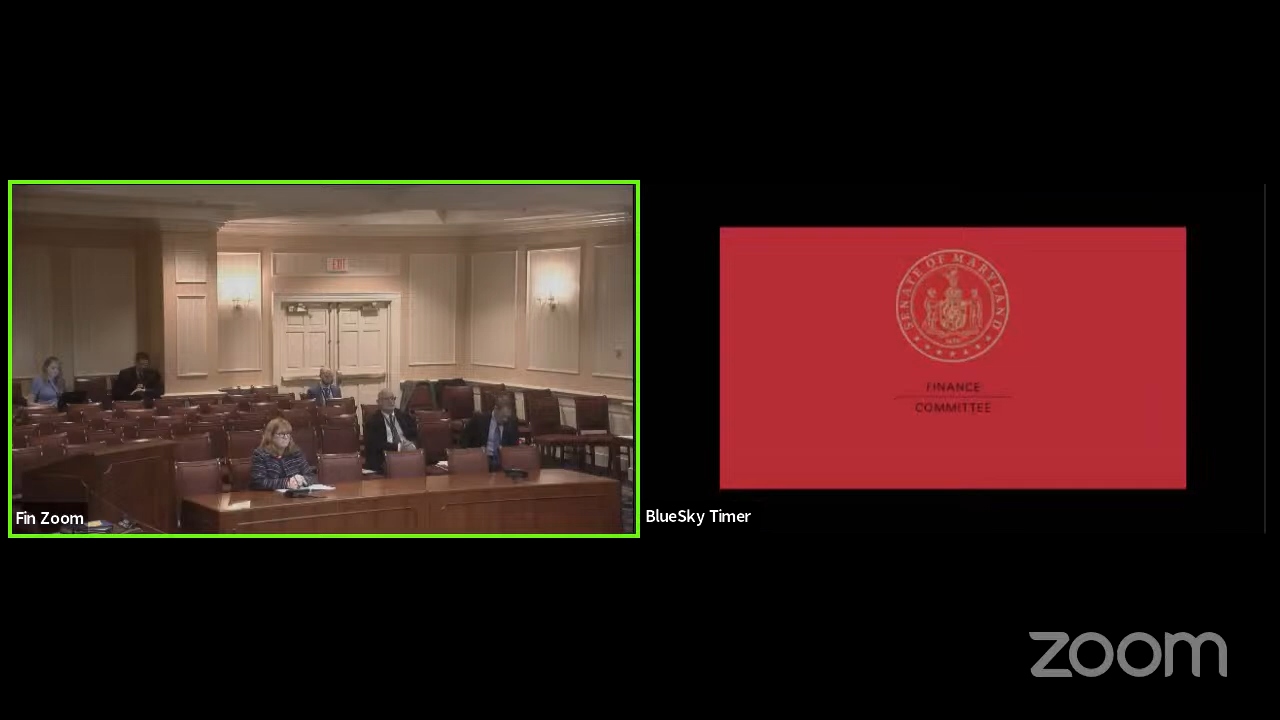 EXIT
SENATE OF MARYLAND
FINANCE
COMMITTEE
Fin Zoom
BlueSky Timer
zoom